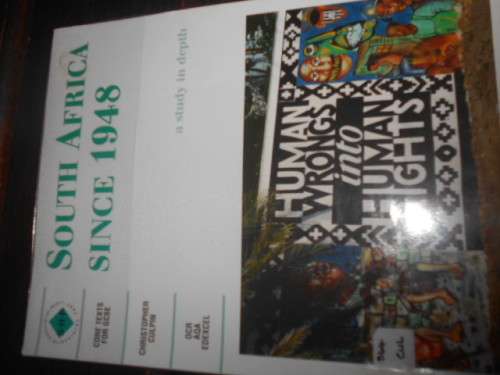 SOUTH AFRICA
SINCE 1948
a study in depth
HUMAN
WRONGS
into
HUMAN
RIGHTS
CORE TEXTS
FOR GCSE
CHRISTOPHER
CULPIN
OCR
AQA
EDEXCEL
CUL